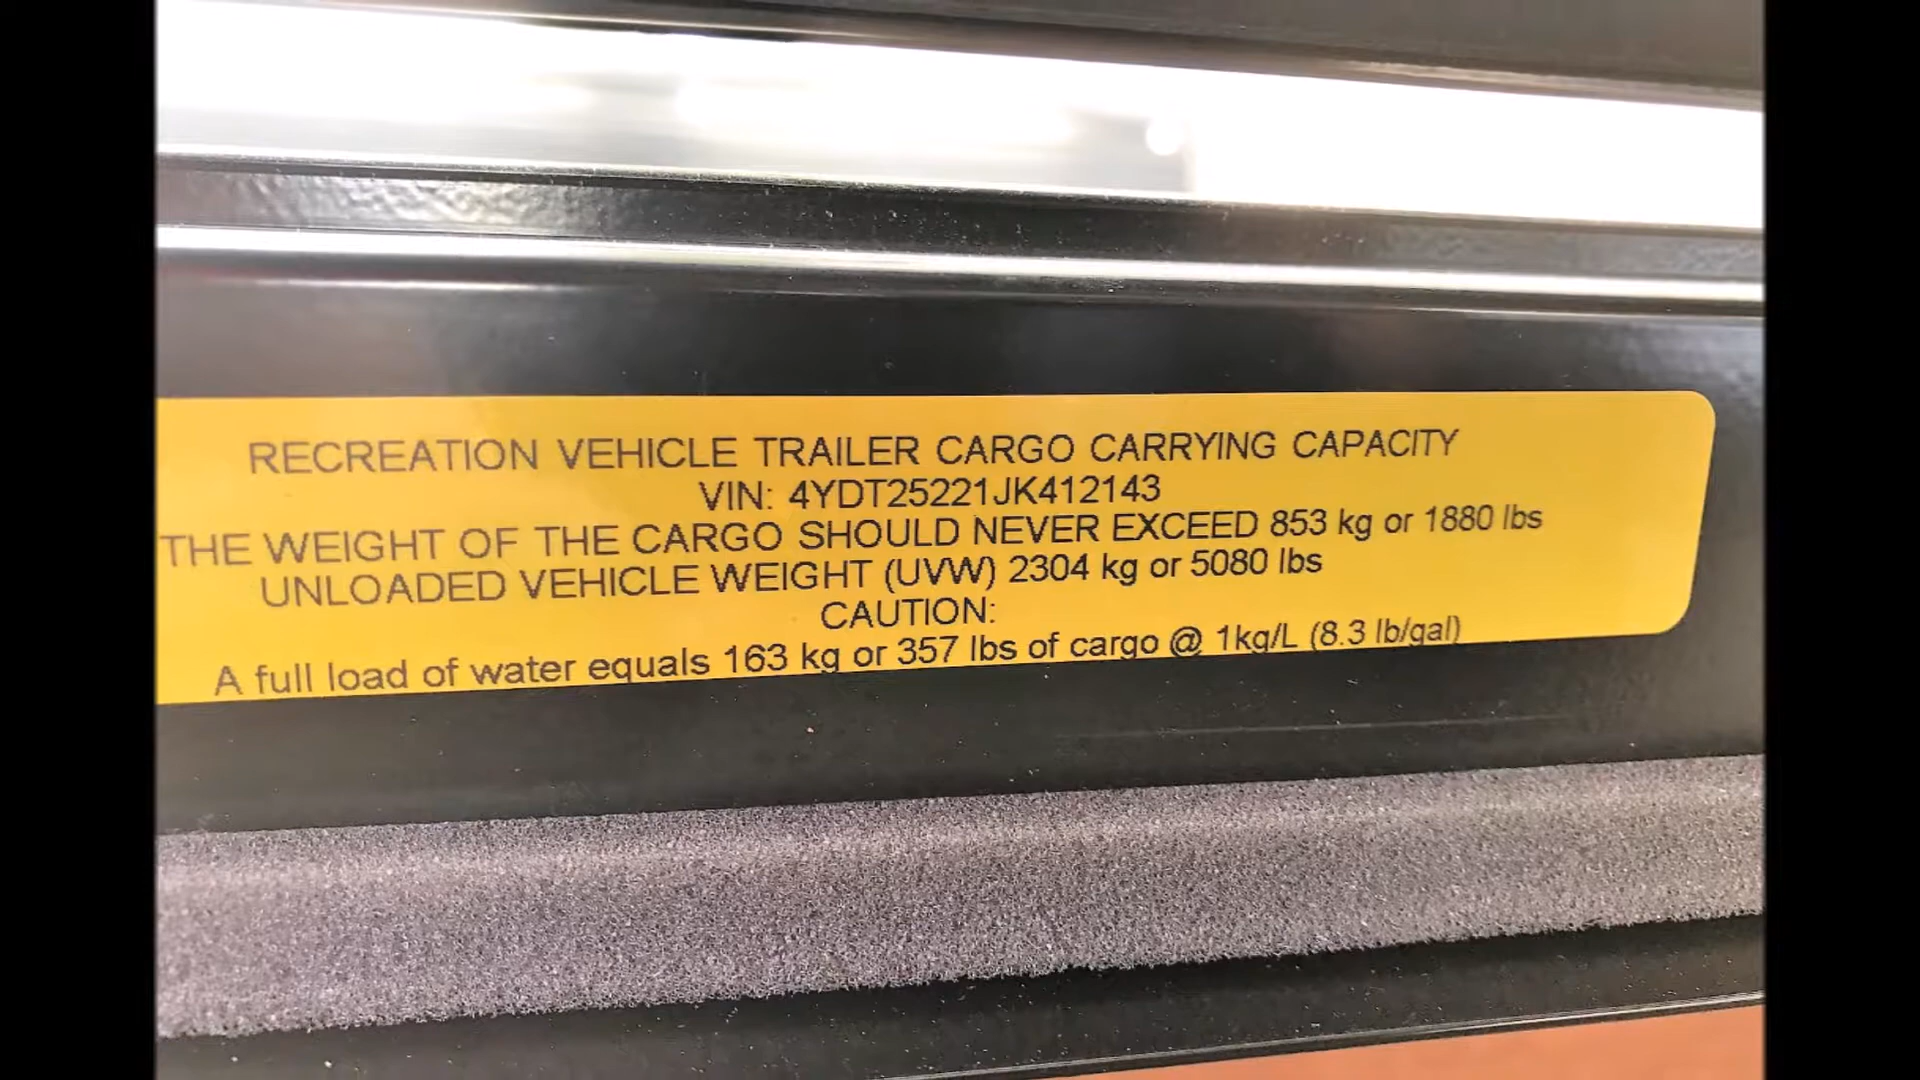 RECREATION VEHICLE TRAILER CARGO CARRYING CAPACITY
VIN: 4YDT25221JK412143
THE WEIGHT OF THE CARGO SHOULD NEVER EXCEED 853 kg or 1880 lbs
UNLOADED VEHICLE WEIGHT (UVW) 2304 kg or 5080 lbs
CAUTION:
A full load of water equals 163 kg or 357 lbs of cargo @ 1kg/L (8.3 lb/gal)